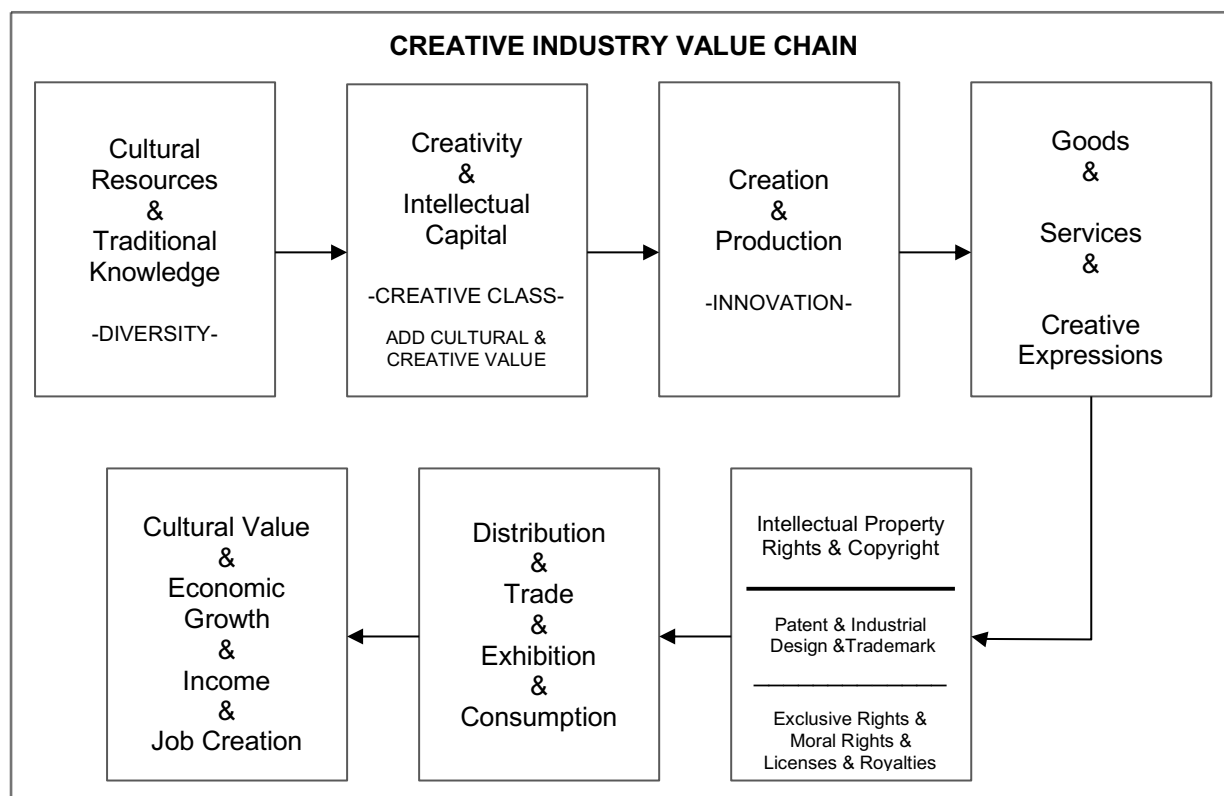 CREATIVE INDUSTRY VALUE CHAIN
Cultural
Resources
&
Traditional
Knowledge
-DIVERSITY-
Creativity
&
Intellectual
Capital
-CREATIVE CLASS-
ADD CULTURAL &
CREATIVE VALUE
Creation
&
Production
-INNOVATION-
Goods
&
Services
&
Creative
Expressions
Intellectual Property
Rights & Copyright
Patent & Industrial
Design &Trademark
Exclusive Rights &
Moral Rights &
Licenses & Royalties
Distribution
&
Trade
&
Exhibition
&
Consumption
Cultural Value
&
Economic
Growth
&
Income
&
Job Creation